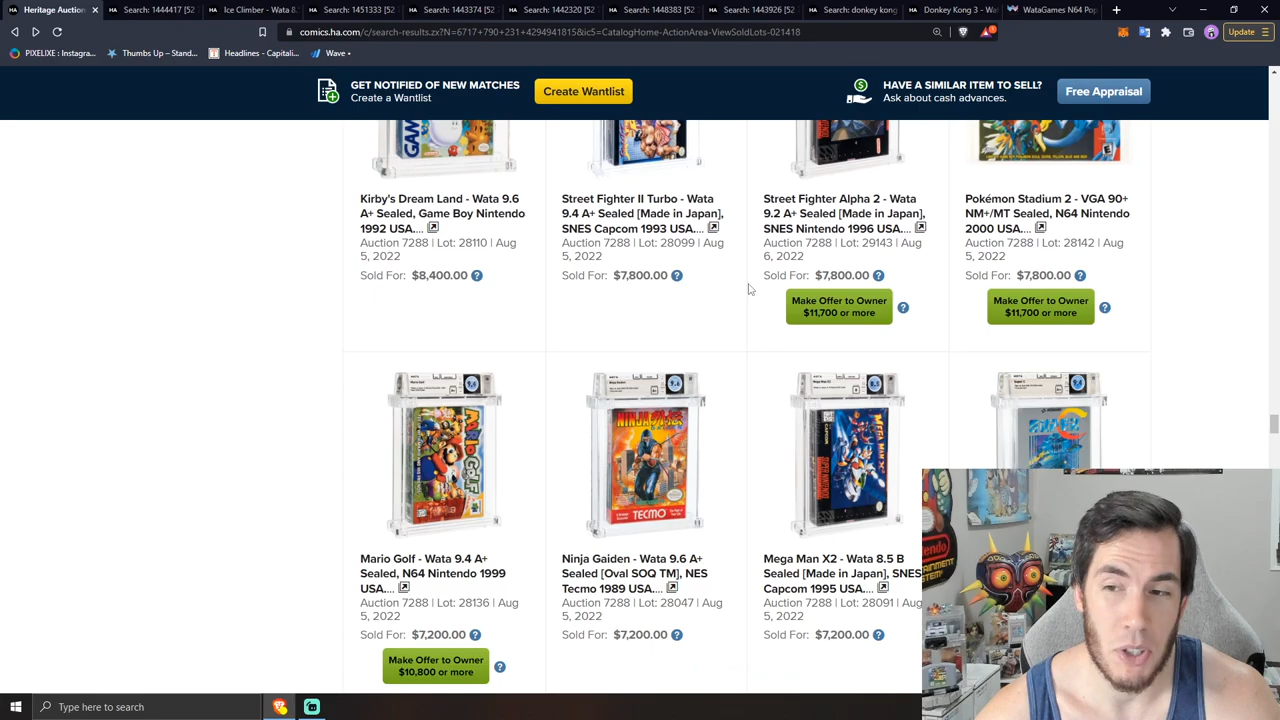 Heritage Auction
Search: 1444417 [52
Ice Climber - Wata 8.
Search: 1451333 [52
Search: 1443374 [52
Search: 1442320 [52
Search: 1448383 [52
Search: 1443926 [52
Search: donkey kong
Donkey Kong 3 - Wa
WataGames N64 Pop
comics.ha.com/c/search-results.zx?N=6717+790+231+4294941815&ic5=CatalogHome-ActionArea-ViewSoldLots-021418
Update
PIXELIXE : Instagra...
Thumbs Up – Stand...
Headlines - Capitali...
Wave •
GET NOTIFIED OF NEW MATCHES
Create a Wantlist
Create Wantlist
HAVE A SIMILAR ITEM TO SELL?
Ask about cash advances.
Free Appraisal
Kirby's Dream Land - Wata 9.6
A+ Sealed, Game Boy Nintendo
1992 USA....
Auction 7288 | Lot: 28110 | Aug
5, 2022
Sold For: $8,400.00
Street Fighter II Turbo - Wata
9.4 A+ Sealed [Made in Japan],
SNES Capcom 1993 USA....
Auction 7288 | Lot: 28099 | Aug
5, 2022
Sold For: $7,800.00
Street Fighter Alpha 2 - Wata
9.2 A+ Sealed [Made in Japan],
SNES Nintendo 1996 USA....
Auction 7288 | Lot: 29143 | Aug
6, 2022
Sold For: $7,800.00
Make Offer to Owner
$11,700 or more
Pokémon Stadium 2 - VGA 90+
NM+/MT Sealed, N64 Nintendo
2000 USA....
Auction 7288 | Lot: 28142 | Aug
5, 2022
Sold For: $7,800.00
Make Offer to Owner
$11,700 or more
MARIO GOLF
Mario Golf - Wata 9.4 A+
Sealed, N64 Nintendo 1999
USA....
Auction 7288 | Lot: 28136 | Aug
5, 2022
Sold For: $7,200.00
Make Offer to Owner
$10,800 or more
NINJA
TECMO
Ninja Gaiden - Wata 9.6 A+
Sealed [Oval SOQ TM], NES
Tecmo 1989 USA....
Auction 7288 | Lot: 28047 | Aug
5, 2022
Sold For: $7,200.00
MEGA MAN X2
Mega Man X2 - Wata 8.5 B
Sealed [Made in Japan], SNES
Capcom 1995 USA....
Auction 7288 | Lot: 28091 | Aug
5, 2022
Sold For: $7,200.00
Nintendo
ENTERTAINMENT
SYSTEM
Type here to search